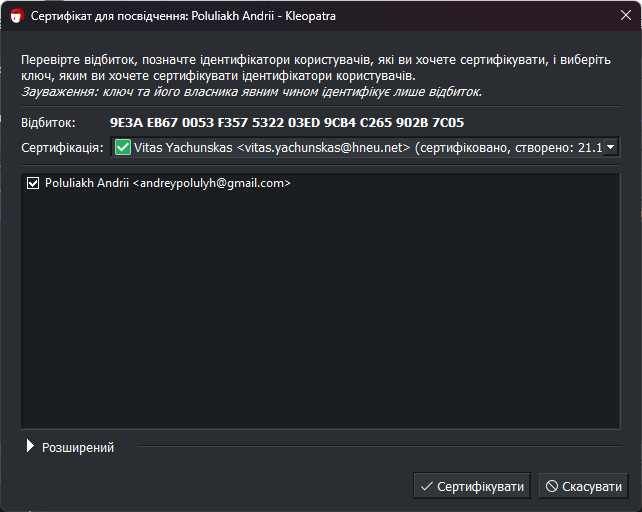 Сертифікат для посвідчення: Poluliakh Andrii - Kleopatra
Перевірте відбиток, позначте ідентифікатори користувачів, які ви хочете сертифікувати, і виберіть
ключ, яким ви хочете сертифікувати ідентифікатори користувачів.
Зауваження: ключ та його власника явним чином ідентифікує лише відбиток.
Відбиток: 9E3A EB67 0053 F357 5322 03ED 9CB4 C265 902B 7C05
Сертифікація: Vitas Yachunskas <vitas.yachunskas@hneu.net> (сертифіковано, створено: 21.1
Poluliakh Andrii <andreypolulyh@gmail.com>
Розширений
Сертифікувати Скасувати